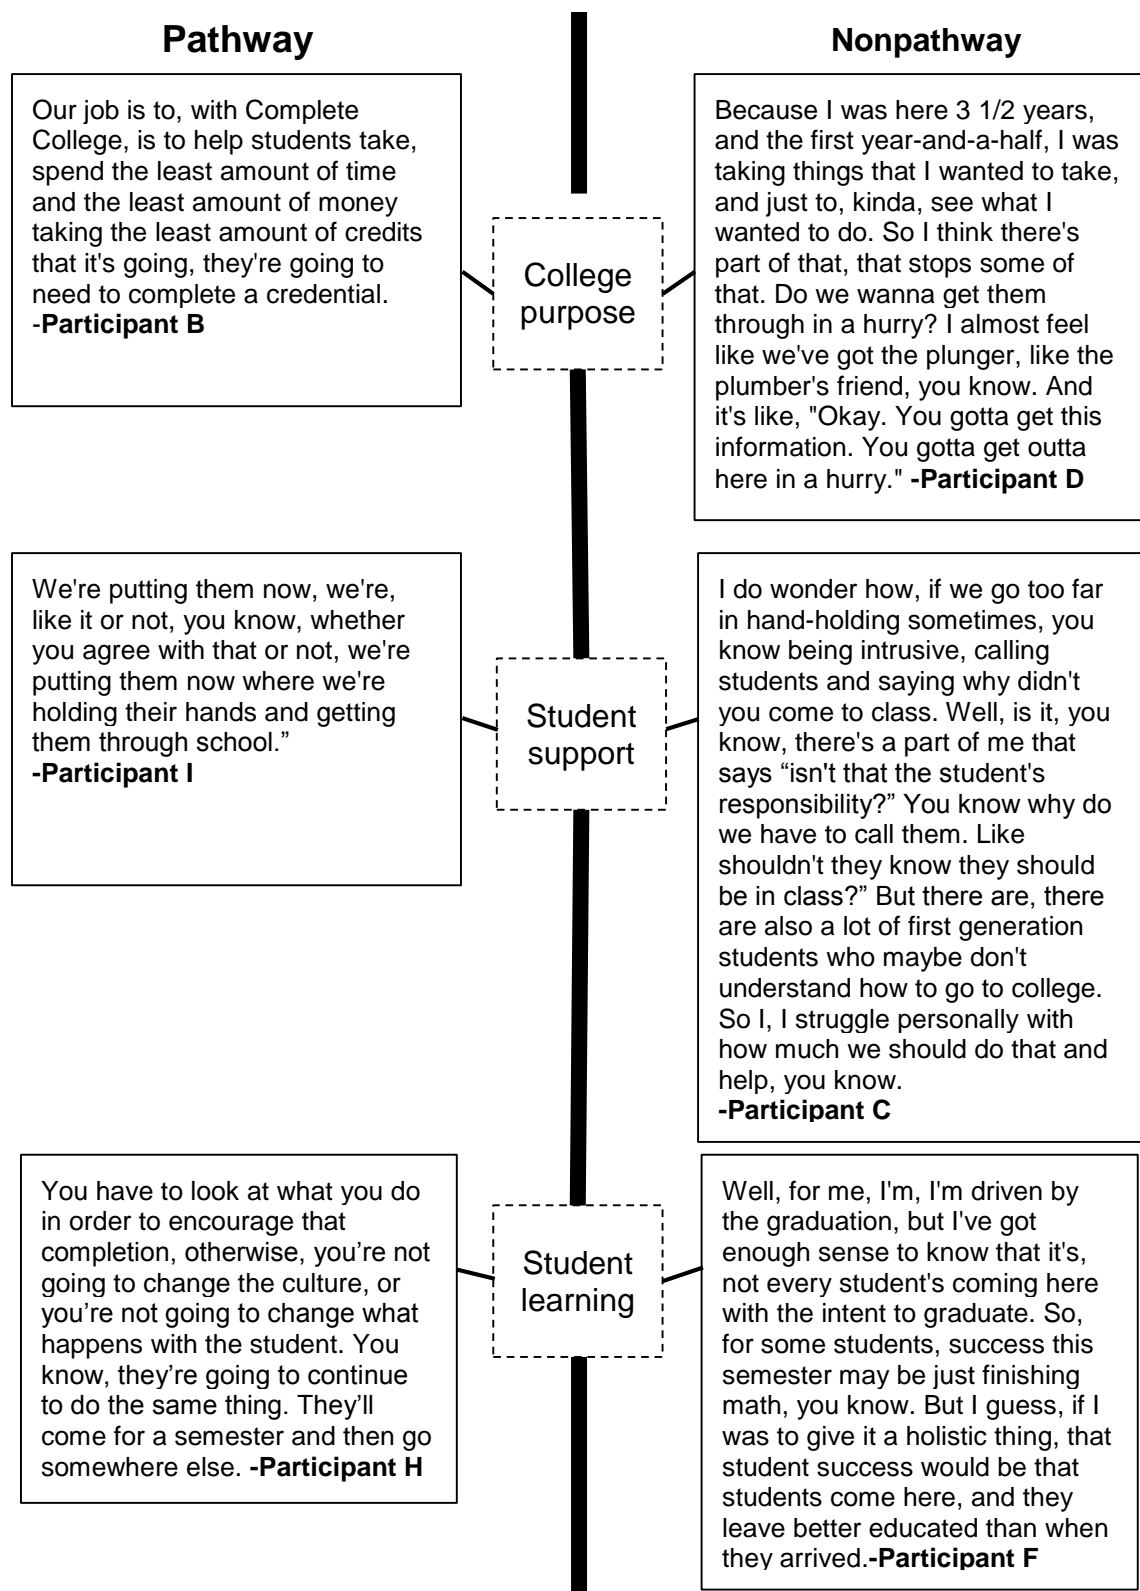 Pathway
Nonpathway
Our job is to, with Complete
College, is to help students take,
spend the least amount of time
and the least amount of money
taking the least amount of credits
that it's going, they're going to
need to complete a credential.
-Participant B
College
purpose
Because I was here 3 1/2 years,
and the first year-and-a-half, I was
taking things that I wanted to take,
and just to, kinda, see what I
wanted to do. So I think there's
part of that, that stops some of
that. Do we wanna get them
through in a hurry? I almost feel
like we've got the plunger, like the
plumber's friend, you know. And
it's like, "Okay. You gotta get this
information. You gotta get outta
here in a hurry." -Participant D
We're putting them now, we're,
like it or not, you know, whether
you agree with that or not, we're
putting them now where we're
holding their hands and getting
them through school.”
-Participant I
Student
support
I do wonder how, if we go too far
in hand-holding sometimes, you
know being intrusive, calling
students and saying why didn't
you come to class. Well, is it, you
know, there's a part of me that
says “isn't that the student's
responsibility?” You know why do
we have to call them. Like
shouldn't they know they should
be in class?” But there are, there
are also a lot of first generation
students who maybe don't
understand how to go to college.
So I, I struggle personally with
how much we should do that and
help, you know.
-Participant C
You have to look at what you do
in order to encourage that
completion, otherwise, you’re not
going to change the culture, or
you’re not going to change what
happens with the student. You
know, they’re going to continue
to do the same thing. They’ll
come for a semester and then go
somewhere else. -Participant H
Student
learning
Well, for me, I'm, I'm driven by
the graduation, but I've got
enough sense to know that it's,
not every student's coming here
with the intent to graduate. So,
for some students, success this
semester may be just finishing
math, you know. But I guess, if I
was to give it a holistic thing, that
student success would be that
students come here, and they
leave better educated than when
they arrived.-Participant F